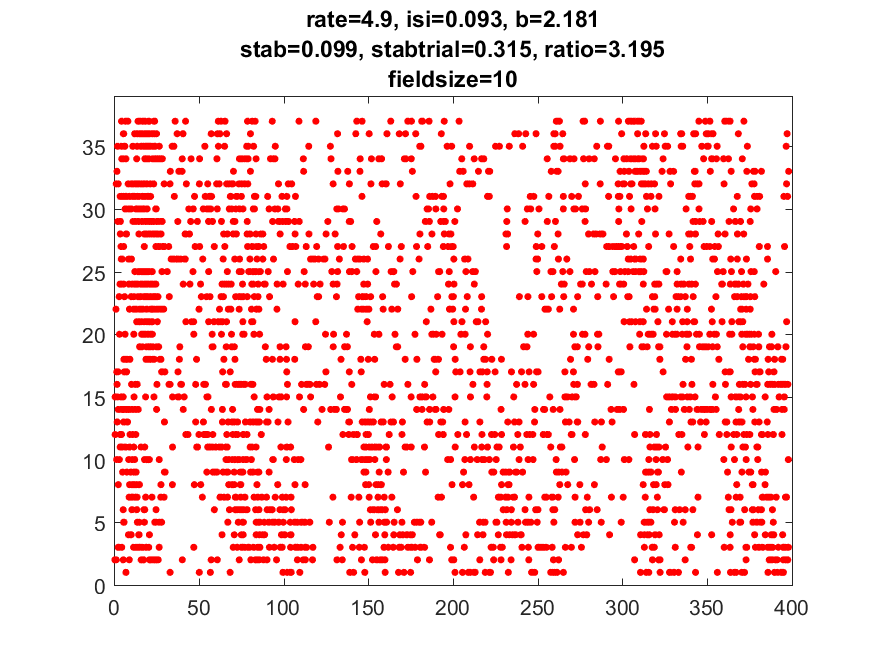 rate=4.9, isi=0.093, b=2.181
stab=0.099, stabtrial=0.315, ratio=3.195
fieldsize=10
35
30
25
20
15
10
5
0
0 50 100 150 200 250 300 350 400